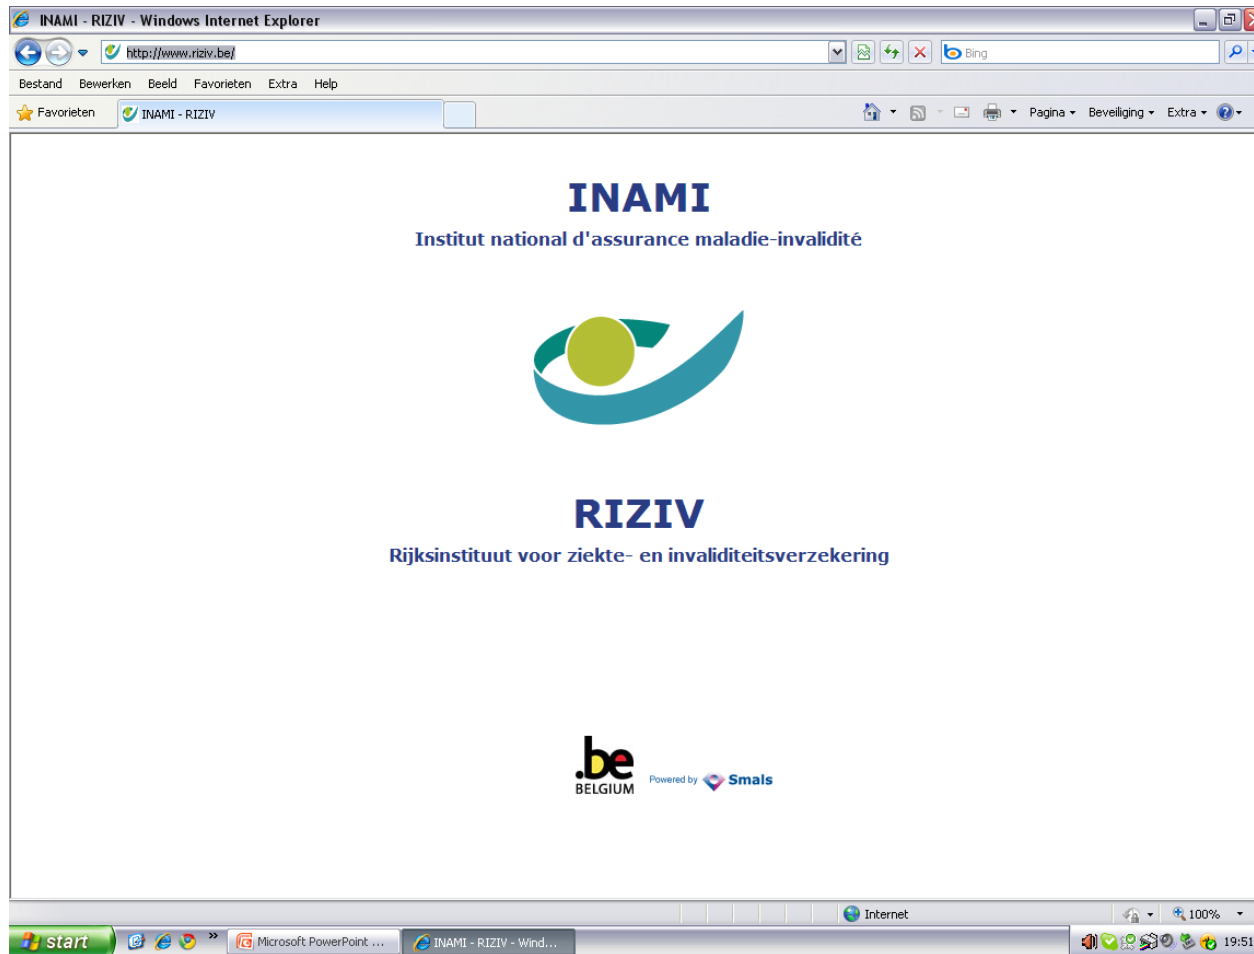 INAMI - RIZIV - Windows Internet Explorer
http://www.riziv.be/
Bing
Bestand Bewerken Beeld Favorieten Extra Help
Favorieten INAMI - RIZIV Pagina Beveiliging Extra
INAMI
Institut national d'assurance maladie-invalidité
RIZIV
Rijksinstituut voor ziekte- en invaliditeitsverzekering
.be
BELGIUM
Powered by Smals
Internet 100%
start Microsoft PowerPoint ... INAMI - RIZIV - Wind... 19:51